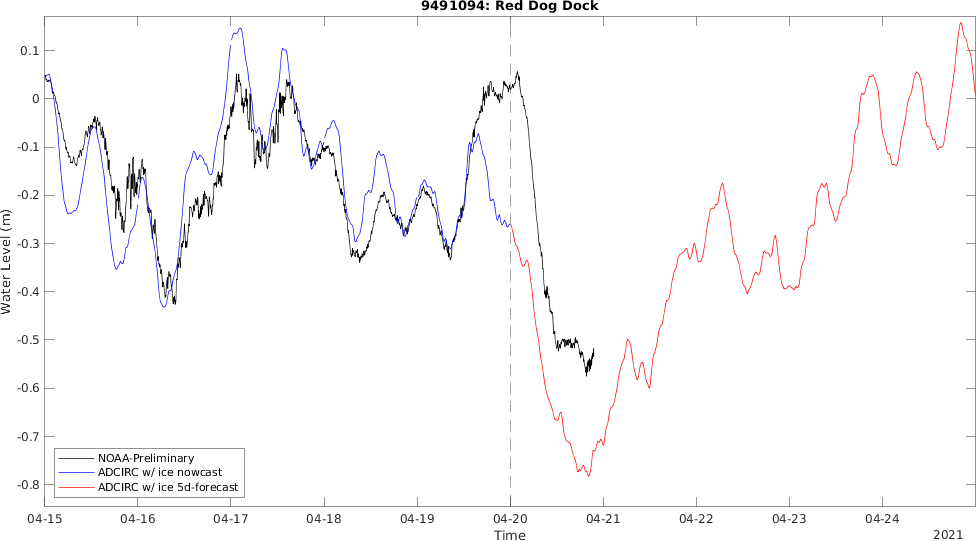 9491094: Red Dog Dock
0.1
0
-0.1
-0.2
-0.3
-0.4
-0.5
-0.6
-0.7
-0.8
Water Level (m)
NOAA-Preliminary
ADCIRC w/ ice nowcast
ADCIRC w/ ice 5d-forecast
04-15 04-16 04-17 04-18 04-19 04-20 04-21 04-22 04-23 04-24
Time
2021